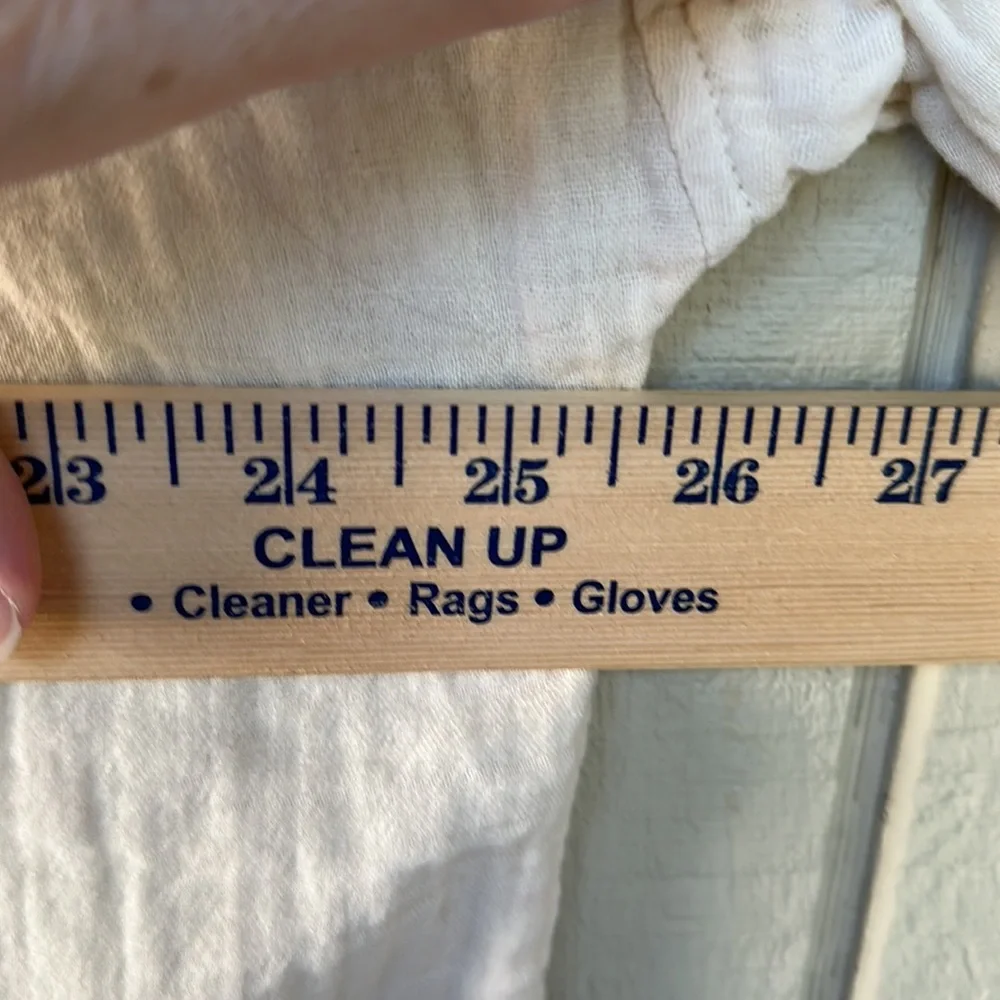 23 24 25 26 27
CLEAN UP
• Cleaner • Rags • Gloves